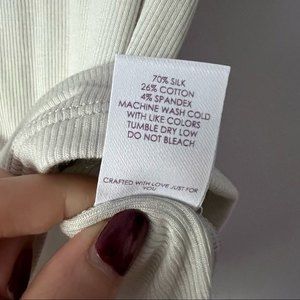 70% SILK
26% COTTON
4% SPANDEX
MACHINE WASH COLD
WITH LIKE COLORS
TUMBLE DRY LOW
DO NOT BLEACH
CRAFTED WITH LOVE JUST FOR
YOU